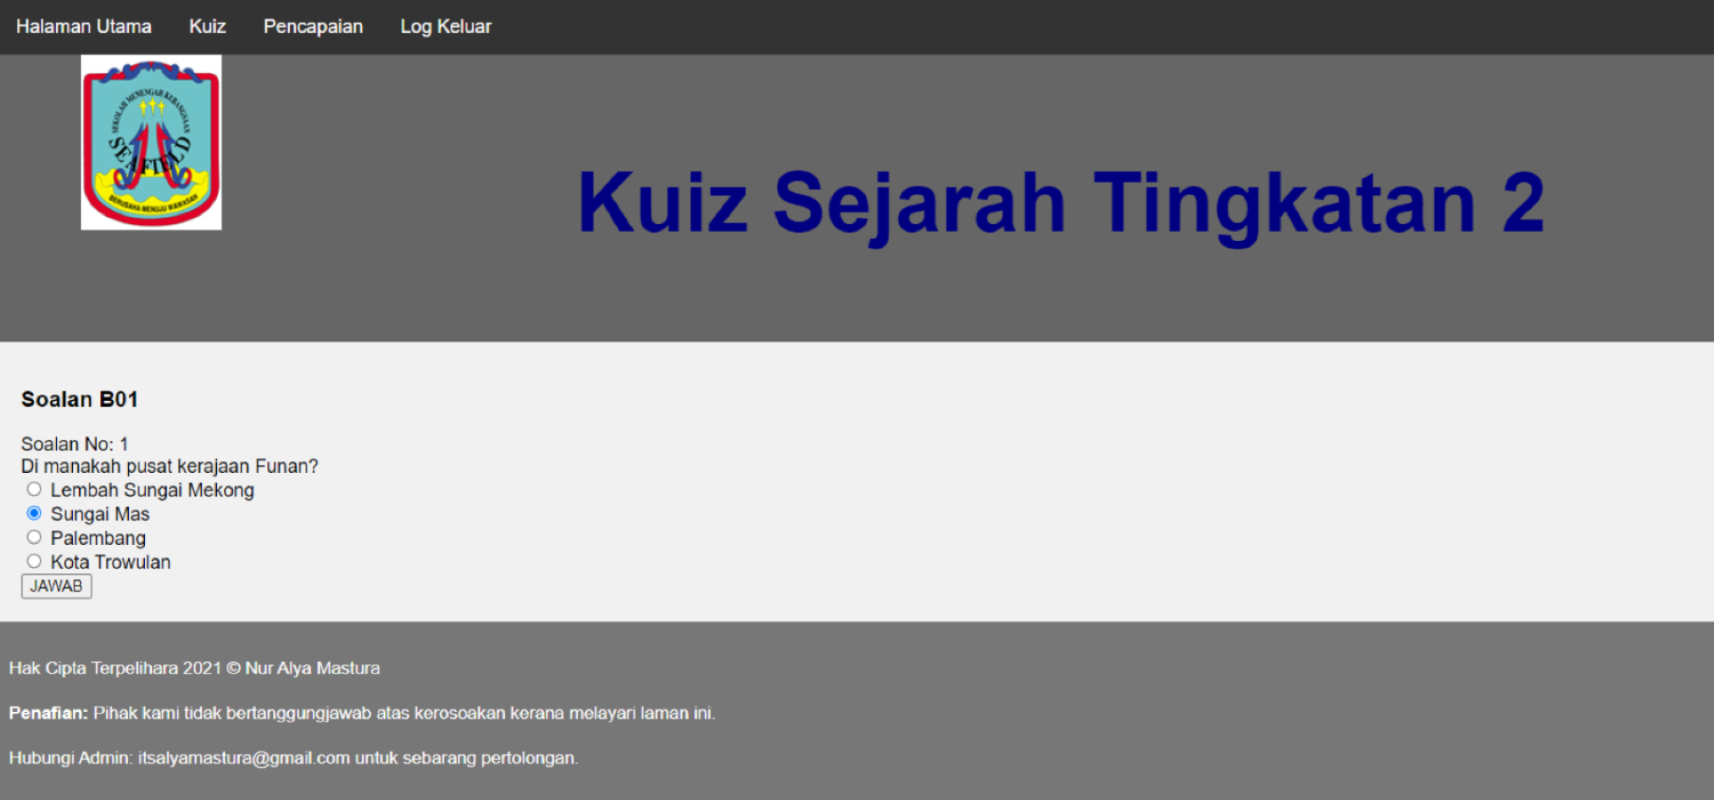 Halaman Utama Kuiz Pencapaian Log Keluar
SEKOLAH MENENGAH KEBANGSAAN
SEAFIELD
BERUSAHA MENUJU WAWASAN
Kuiz Sejarah Tingkatan 2
Soalan B01
Soalan No: 1
Di manakah pusat kerajaan Funan?
Lembah Sungai Mekong
Sungai Mas
Palembang
Kota Trowulan
JAWAB
Hak Cipta Terpelihara 2021 © Nur Alya Mastura
Penafian: Pihak kami tidak bertanggungjawab atas kerosoakan kerana melayari laman ini.
Hubungi Admin: itsalyamastura@gmail.com untuk sebarang pertolongan.